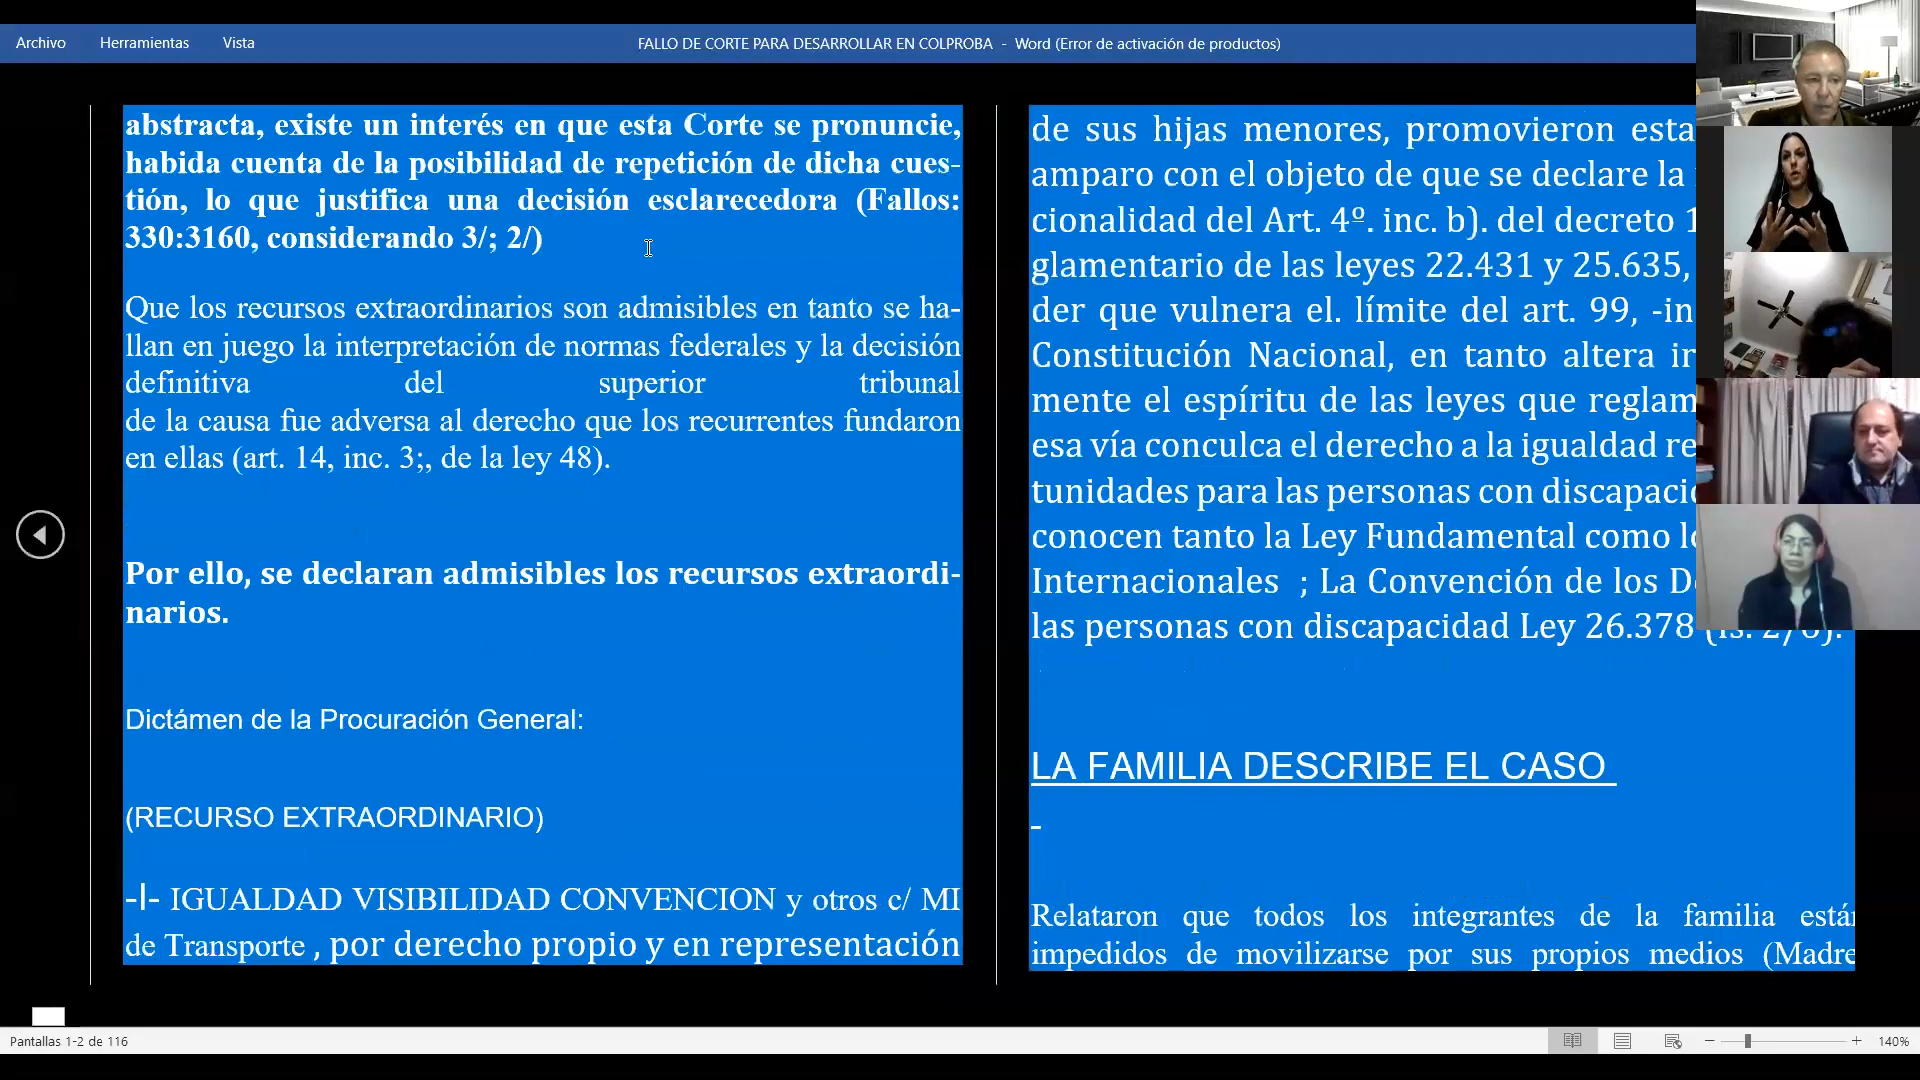 Archivo Herramientas Vista
FALLO DE CORTE PARA DESARROLLAR EN COLPROBA - Word (Error de activación de productos)
abstracta, existe un interés en que esta Corte se pronuncie,
habida cuenta de la posibilidad de repetición de dicha cues-
tión, lo que justifica una decisión esclarecedora (Fallos:
330:3160, considerando 3/; 2/)
Que los recursos extraordinarios son admisibles en tanto se ha-
llan en juego la interpretación de normas federales y la decisión
definitiva del superior tribunal
de la causa fue adversa al derecho que los recurrentes fundaron
en ellas (art. 14, inc. 3;, de la ley 48).
Por ello, se declaran admisibles los recursos extraordi-
narios.
Dictámen de la Procuración General:
(RECURSO EXTRAORDINARIO)
-I- IGUALDAD VISIBILIDAD CONVENCION y otros c/ MI
de Transporte , por derecho propio y en representación
de sus hijas menores, promovieron esta
amparo con el objeto de que se declare la
cionalidad del Art. 4º. inc. b). del decreto 1
glamentario de las leyes 22.431 y 25.635,
der que vulnera el. límite del art. 99, -in
Constitución Nacional, en tanto altera ir
mente el espíritu de las leyes que reglam
esa vía conculca el derecho a la igualdad re
tunidades para las personas con discapaci
conocen tanto la Ley Fundamental como l
Internacionales ; La Convención de los D
las personas con discapacidad Ley 26.378
LA FAMILIA DESCRIBE EL CASO
-
Relataron que todos los integrantes de la familia está
impedidos de movilizarse por sus propios medios (Madre
Pantallas 1-2 de 116
140%